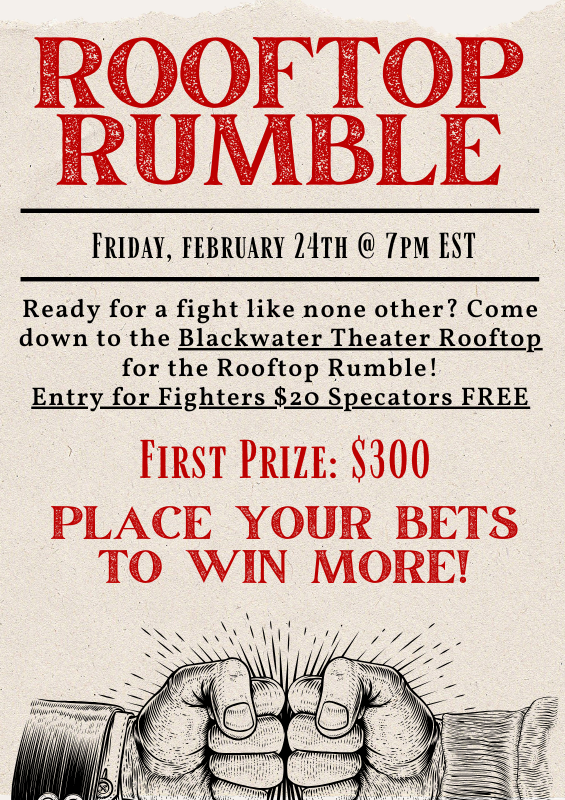 ROOFTOP
RUMBLE
Friday, february 24th @ 7pm EST
Ready for a fight like none other? Come
down to the Blackwater Theater Rooftop
for the Rooftop Rumble!
Entry for Fighters $20 Specators FREE
First Prize: $300
PLACE YOUR BETS
TO WIN MORE!